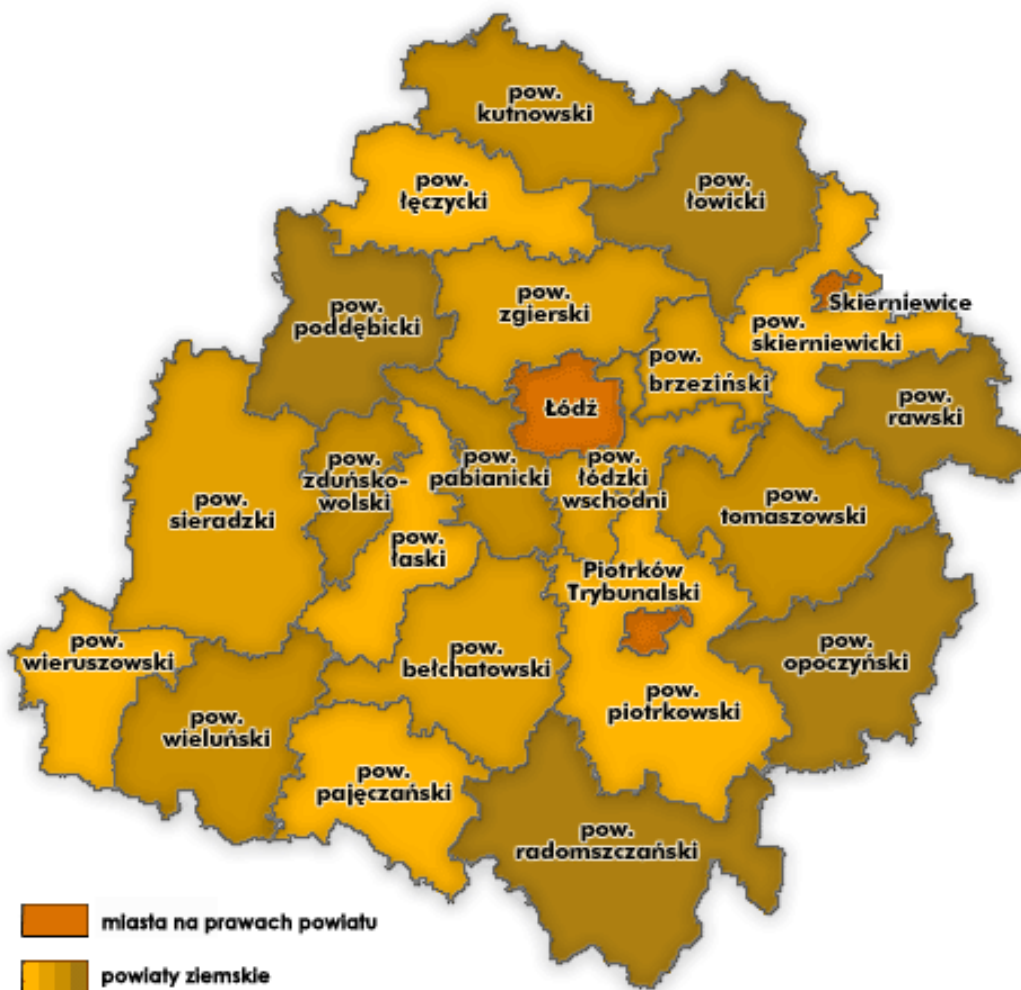 pow.
kutnowski
pow.
łęczycki
pow.
łowicki
pow.
poddębicki
pow.
zgierski
Skierniewice
pow.
skierniewicki
pow.
brzeziński
pow.
rawski
Łódź
pow.
sieradzki
pow.
zduńsko-
wolski
pow.
pabianicki
pow.
łódzki
wschodni
pow.
tomaszowski
pow.
łaski
Piotrków
Trybunalski
pow.
wieruszowski
pow.
bełchatowski
pow.
opoczyński
pow.
wieluński
pow.
piotrkowski
pow.
pajęczański
pow.
radomszczański
miasta na prawach powiatu
powiaty ziemskie